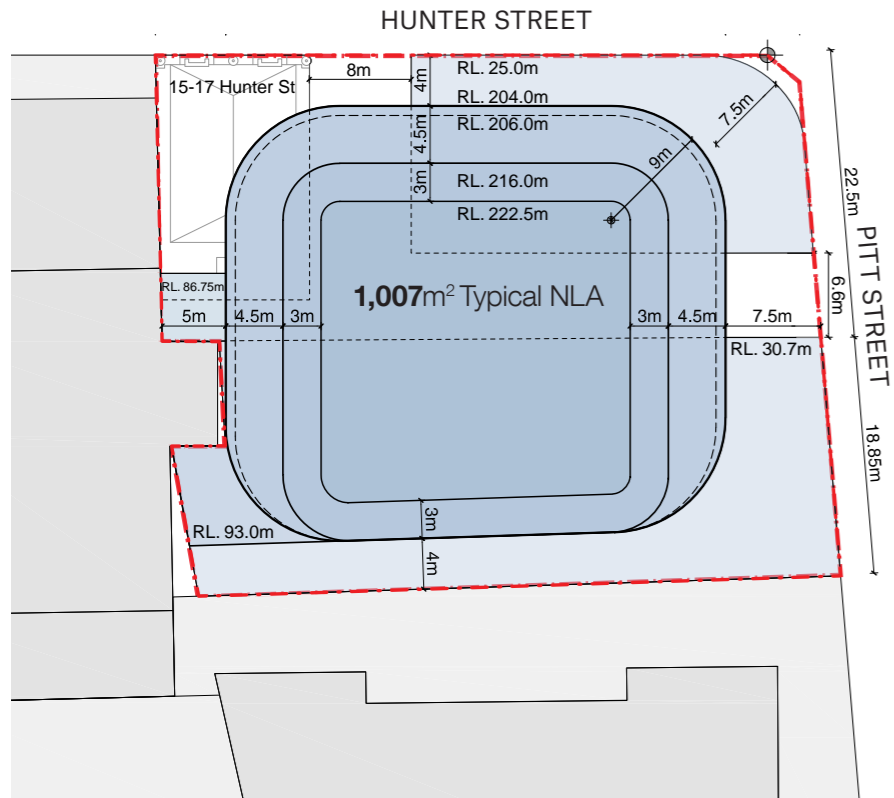 HUNTER STREET
15-17 Hunter St
8m
4m
RL. 25.0m
RL. 204.0m
RL. 206.0m
4.5m
7.5m
9m
3m
RL. 216.0m
RL. 222.5m
22.5m
PITT STREET
6.6m
RL. 86.75m
1,007m² Typical NLA
5m
4.5m
3m
3m
4.5m
7.5m
RL. 30.7m
18.85m
RL. 93.0m
3m
4m